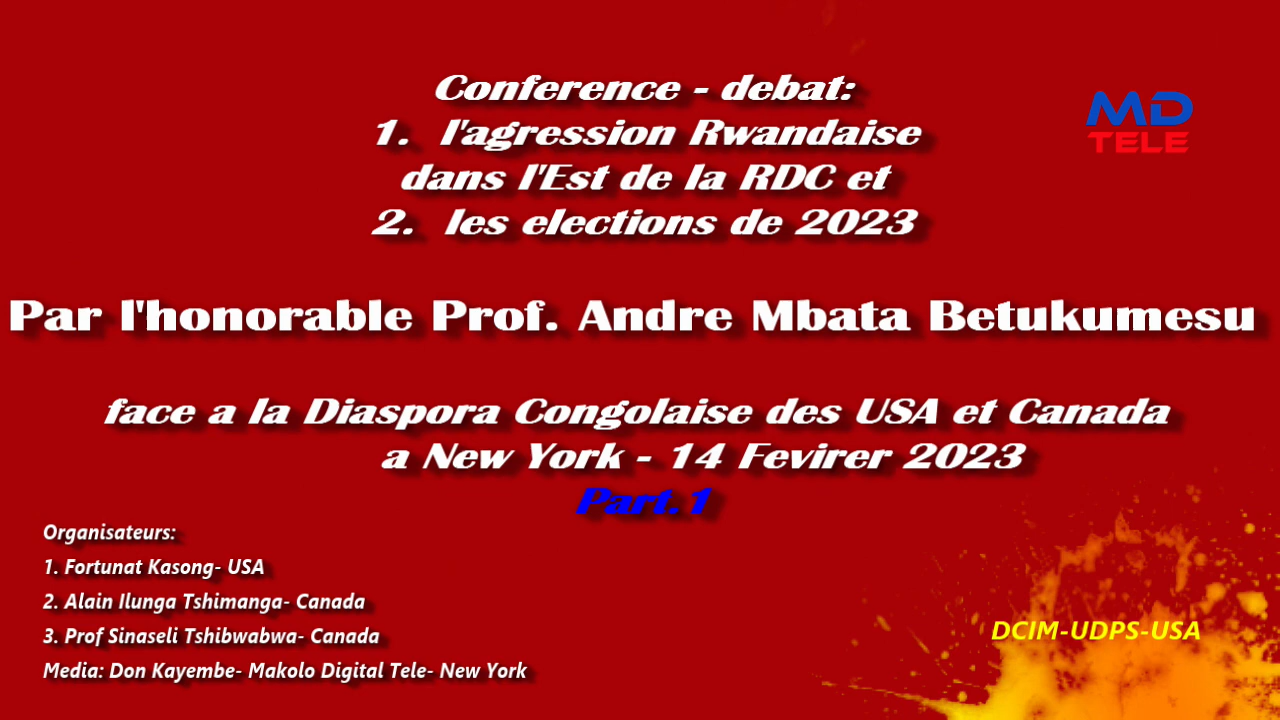 Conference - debat:
1. l'agression Rwandaise
dans l'Est de la RDC et
2. les elections de 2023
MD
TELE
Par l'honorable Prof. Andre Mbata Betukumesu
face a la Diaspora Congolaise des USA et Canada
a New York - 14 Fevirer 2023
Part.1
Organisateurs:
1. Fortunat Kasong- USA
2. Alain Ilunga Tshimanga- Canada
3. Prof Sinaseli Tshibwabwa- Canada
Media: Don Kayembe- Makolo Digital Tele- New York
DCIM-UDPS-USA